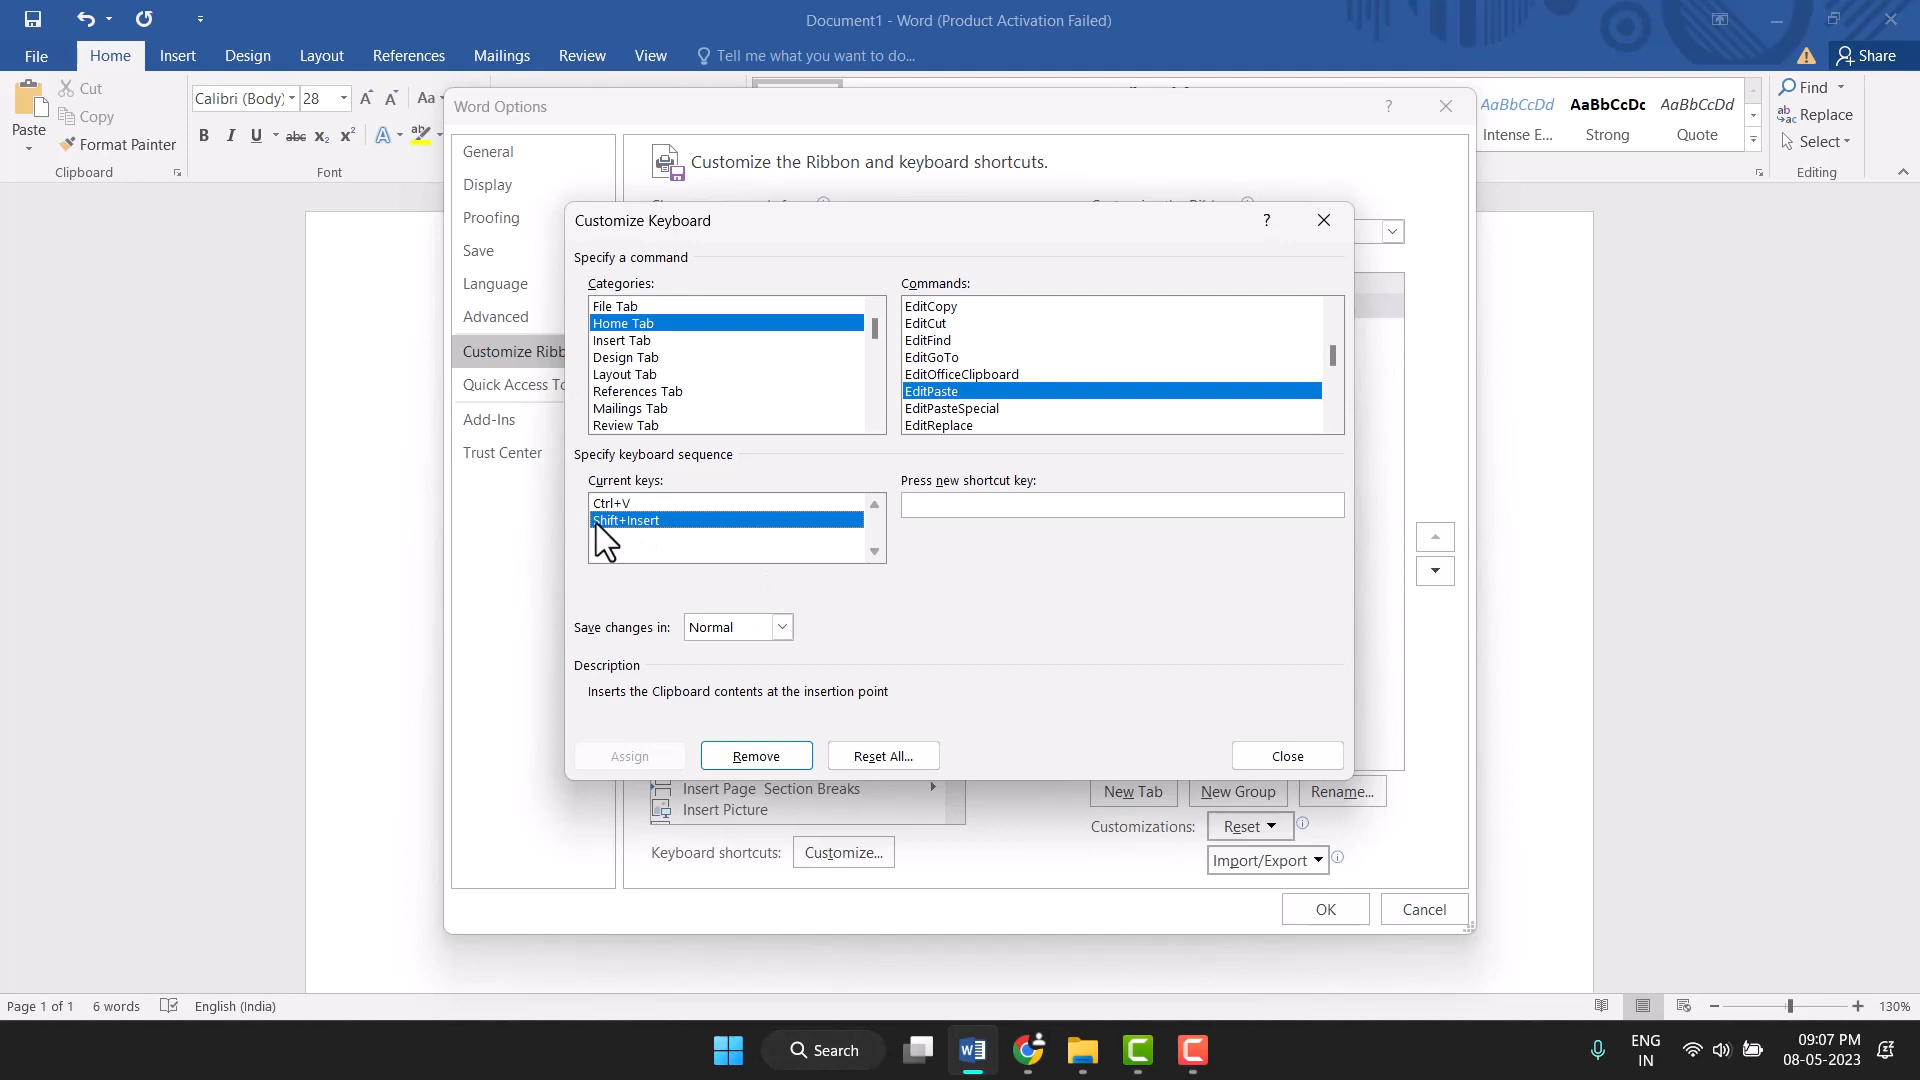 Document1 - Word (Product Activation Failed)
File Home Insert Design Layout References Mailings Review View Tell me what you want to do... Share
Paste
Cut
Copy
Format Painter
Clipboard
Calibri (Body) 28
Aa
B I U abc x₂ x² A ab
Font
AaBbCcDd AaBbCcDc AaBbCcDd
Intense E... Strong Quote
Find
Replace
Select
Editing
Word Options
General
Display
Proofing
Save
Language
Advanced
Customize Ribb
Quick Access To
Add-Ins
Trust Center
Customize the Ribbon and keyboard shortcuts.
Customize Keyboard
Specify a command
Categories:
File Tab
Home Tab
Insert Tab
Design Tab
Layout Tab
References Tab
Mailings Tab
Review Tab
Commands:
EditCopy
EditCut
EditFind
EditGoTo
EditOfficeClipboard
EditPaste
EditPasteSpecial
EditReplace
Specify keyboard sequence
Current keys:
Ctrl+V
Shift+Insert
Press new shortcut key:
Save changes in: Normal
Description
Inserts the Clipboard contents at the insertion point
Assign Remove Reset All... Close
Insert Page Section Breaks
Insert Picture
New Tab New Group Rename...
Customizations: Reset
Import/Export
Keyboard shortcuts: Customize...
OK Cancel
Page 1 of 1 6 words English (India) 130%
Search
ENG
IN
09:07 PM
08-05-2023